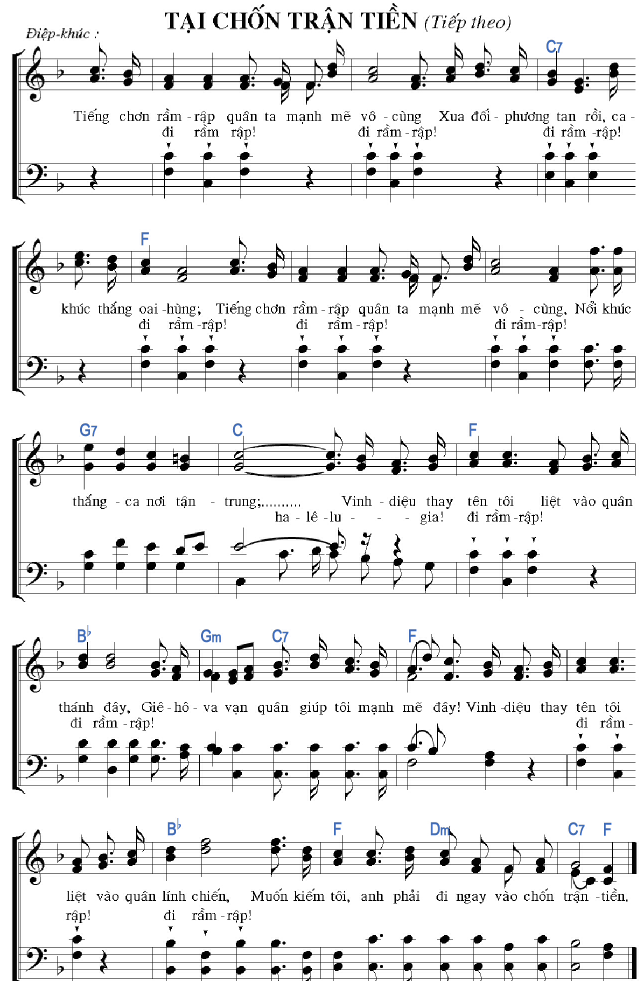 TẠI CHỐN TRẬN TIỀN (Tiếp theo)
Điệp-khúc :
C7
Tiếng chơn rầm-rập quân ta mạnh mẽ vô-cùng Xua đối-phương tan rồi, ca-
đi rầm rập! đi rầm-rập! đi rầm-rập!
F
khúc thắng oai-hùng; Tiếng chơn rầm-rập quân ta mạnh mẽ vô-cùng, Nổi khúc
đi rầm-rập! đi rầm-rập! đi rầm-rập!
G7 C F
thắng-ca nơi tận-trung;.......... Vinh-diệu thay tên tôi liệt vào quân
ha-lê-lu--gia! đi rầm-rập!
B♭ Gm C7 F
thánh đây, Giê-hô-va vạn quân giúp tôi mạnh mẽ đây! Vinh-diệu thay tên tôi
đi rầm-rập! đi rầm-
B♭ F Dm C7 F
liệt vào quân lính chiến, Muốn kiếm tôi, anh phải đi ngay vào chốn trận-tiền,
rập! đi rầm-rập!